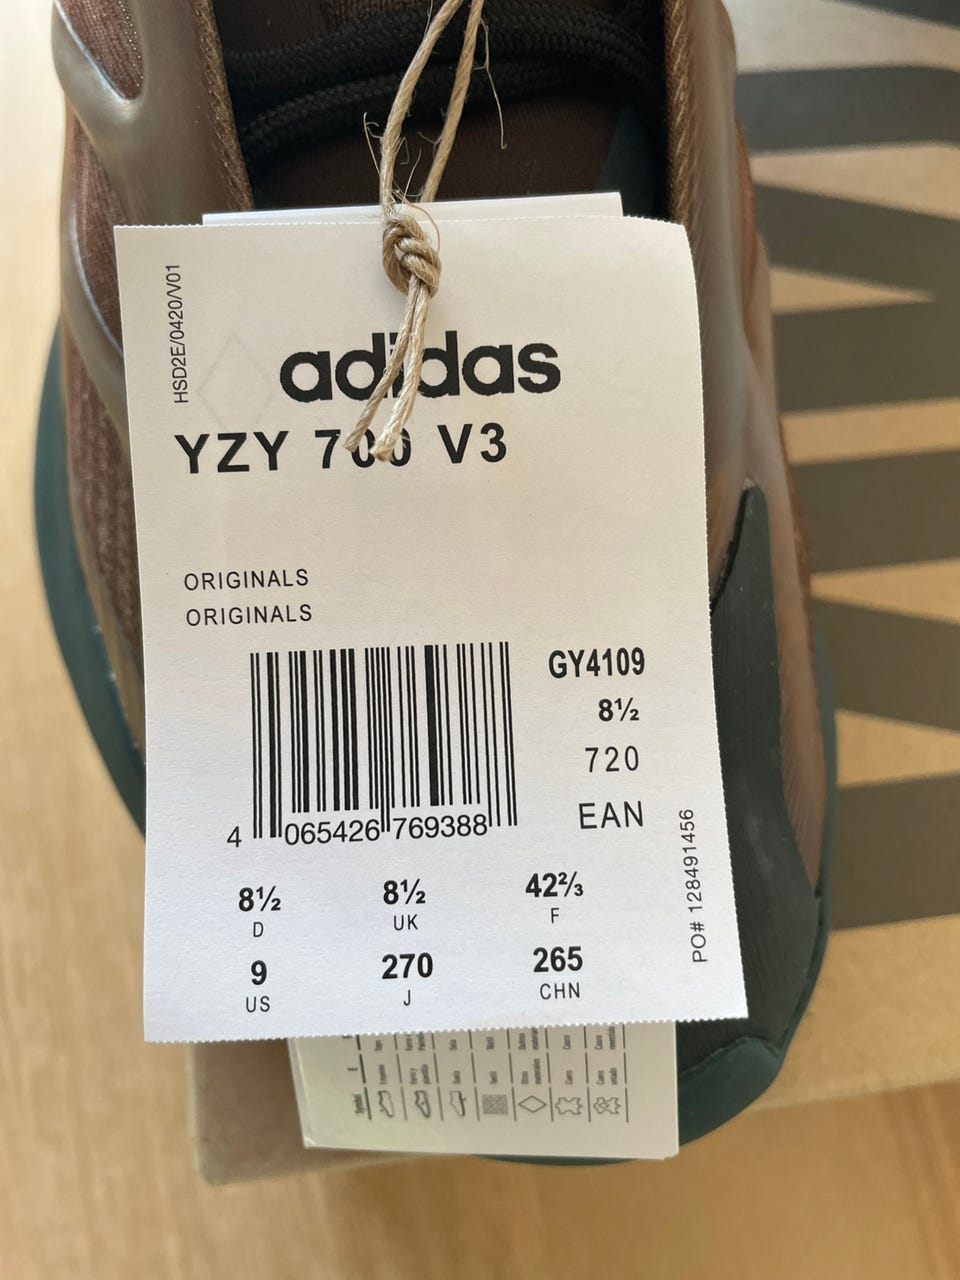 HSD2E/0420/V01
adidas
YZY 700 V3
ORIGINALS
ORIGINALS
GY4109
8½
720
EAN
4 065426 769388
PO# 128491456
8½ 8½ 42⅔
D UK F
9 270 265
US J CHN